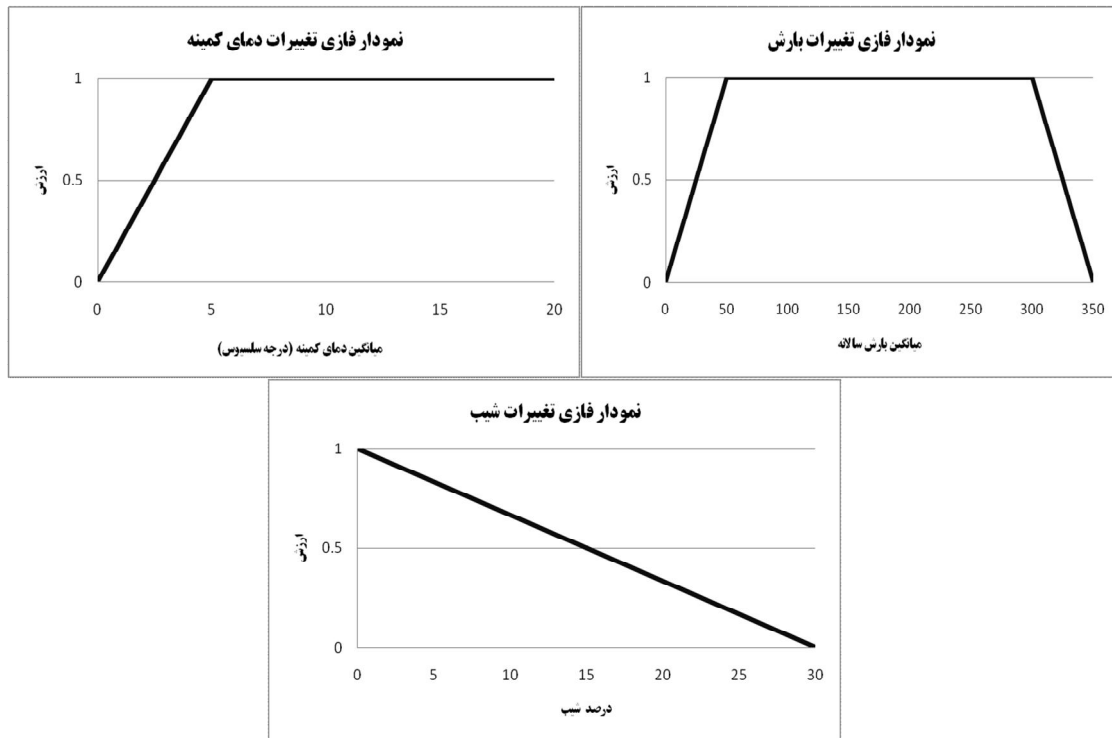 نمودار فازی تغییرات دمای کمینه
1
0.5
0
ارزش
0 5 10 15 20
میانگین دمای کمینه (درجه سلسیوس)
نمودار فازی تغییرات بارش
1
0.5
0
ارزش
0 50 100 150 200 250 300 350
میانگین بارش سالانه
نمودار فازی تغییرات شیب
1
0.5
0
ارزش
0 5 10 15 20 25 30
درصد شیب